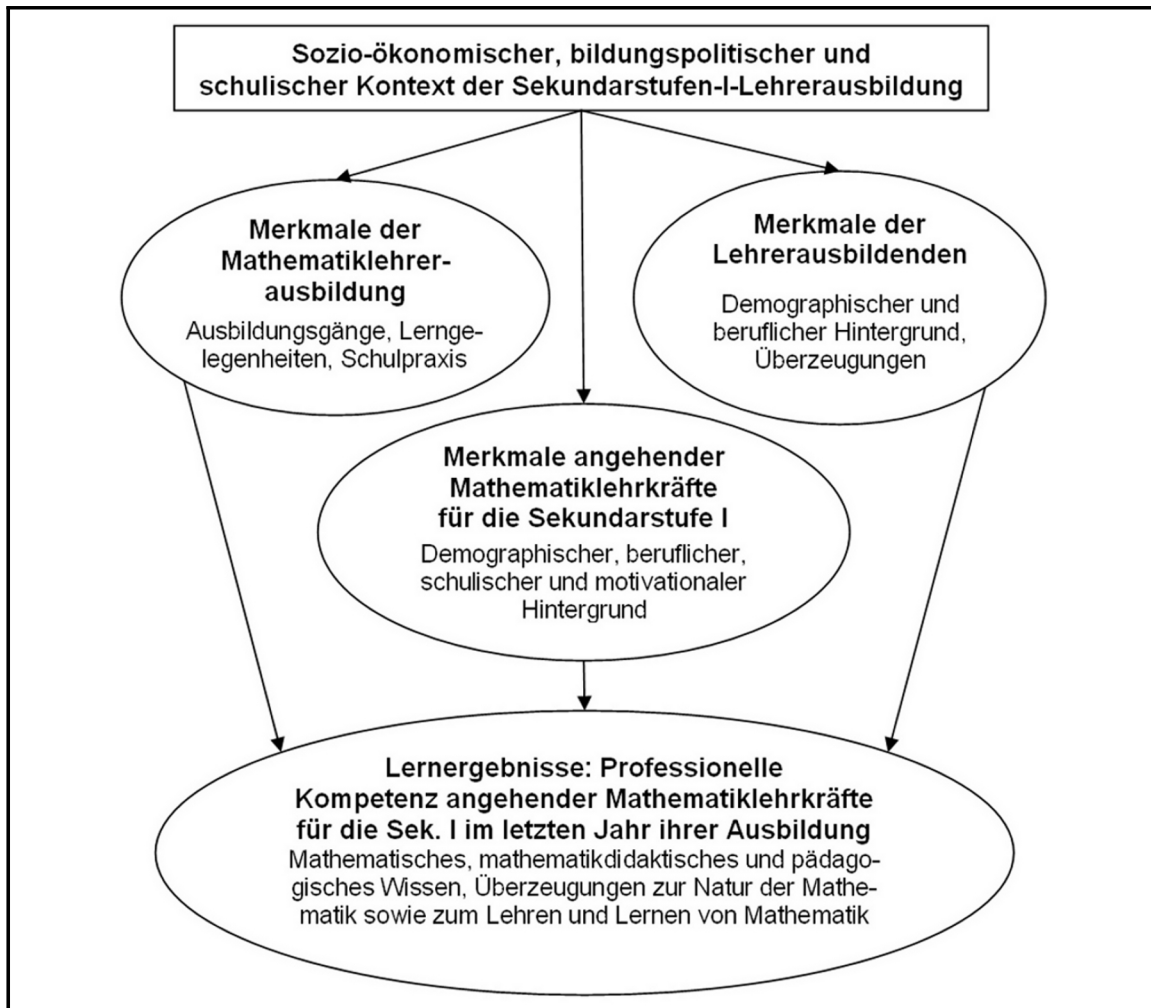 Sozio-ökonomischer, bildungspolitischer und
schulischer Kontext der Sekundarstufen-I-Lehrerausbildung
Merkmale der
Mathematiklehrer-
ausbildung
Ausbildungsgänge, Lernge-
legenheiten, Schulpraxis
Merkmale der
Lehrerausbildenden
Demographischer und
beruflicher Hintergrund,
Überzeugungen
Merkmale angehender
Mathematiklehrkräfte
für die Sekundarstufe I
Demographischer, beruflicher,
schulischer und motivationaler
Hintergrund
Lernergebnisse: Professionelle
Kompetenz angehender Mathematiklehrkräfte
für die Sek. I im letzten Jahr ihrer Ausbildung
Mathematisches, mathematikdidaktisches und pädago-
gisches Wissen, Überzeugungen zur Natur der Mathe-
matik sowie zum Lehren und Lernen von Mathematik